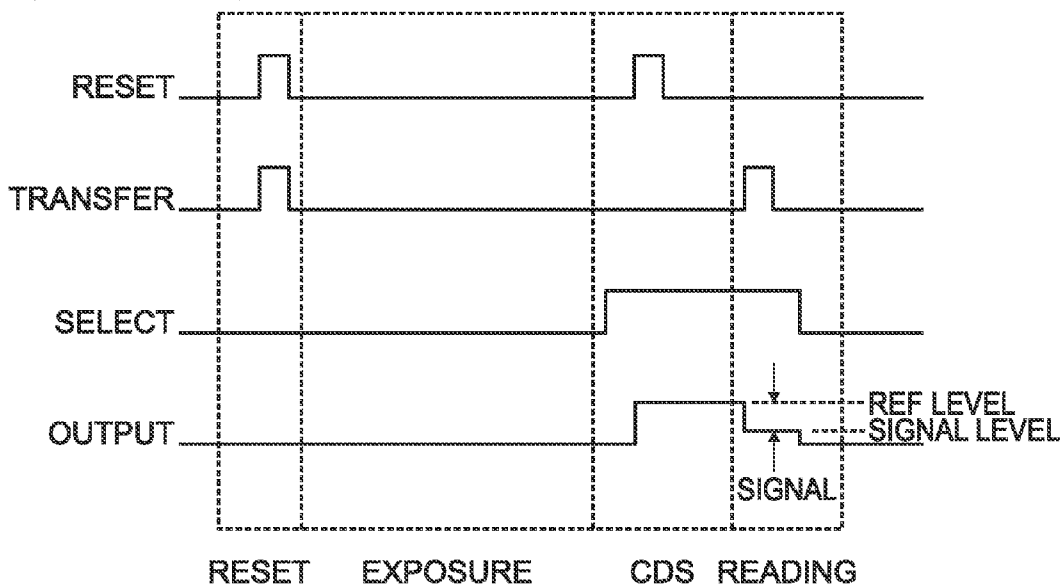 RESET
TRANSFER
SELECT
OUTPUT
REF LEVEL
SIGNAL LEVEL
SIGNAL
RESET EXPOSURE CDS READING